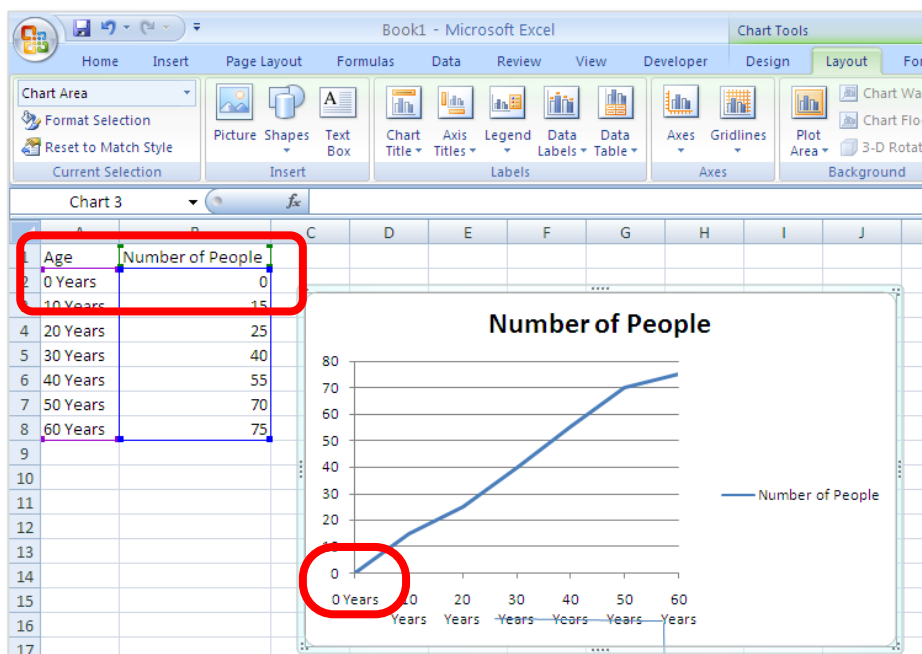 Book1 - Microsoft Excel Chart Tools
Home Insert Page Layout Formulas Data Review View Developer Design Layout
Chart Area
Format Selection
Reset to Match Style
Current Selection
Picture Shapes Text Box
Insert
Chart Title Axis Titles Legend Data Labels Data Table
Labels
Axes Gridlines
Axes
Plot Area
Chart
Chart
3-D
Background
Chart 3 fx
C D E F G H I J
Age Number of People
2 0 Years 0
10 Years 15
4 20 Years 25
5 30 Years 40
6 40 Years 55
7 50 Years 70
8 60 Years 75
9
10
11
12
13
14
15
16
17
Number of People
80
70
60
50
40
30
20
10
0
0 Years 10 Years 20 Years 30 Years 40 Years 50 Years 60 Years
Number of People